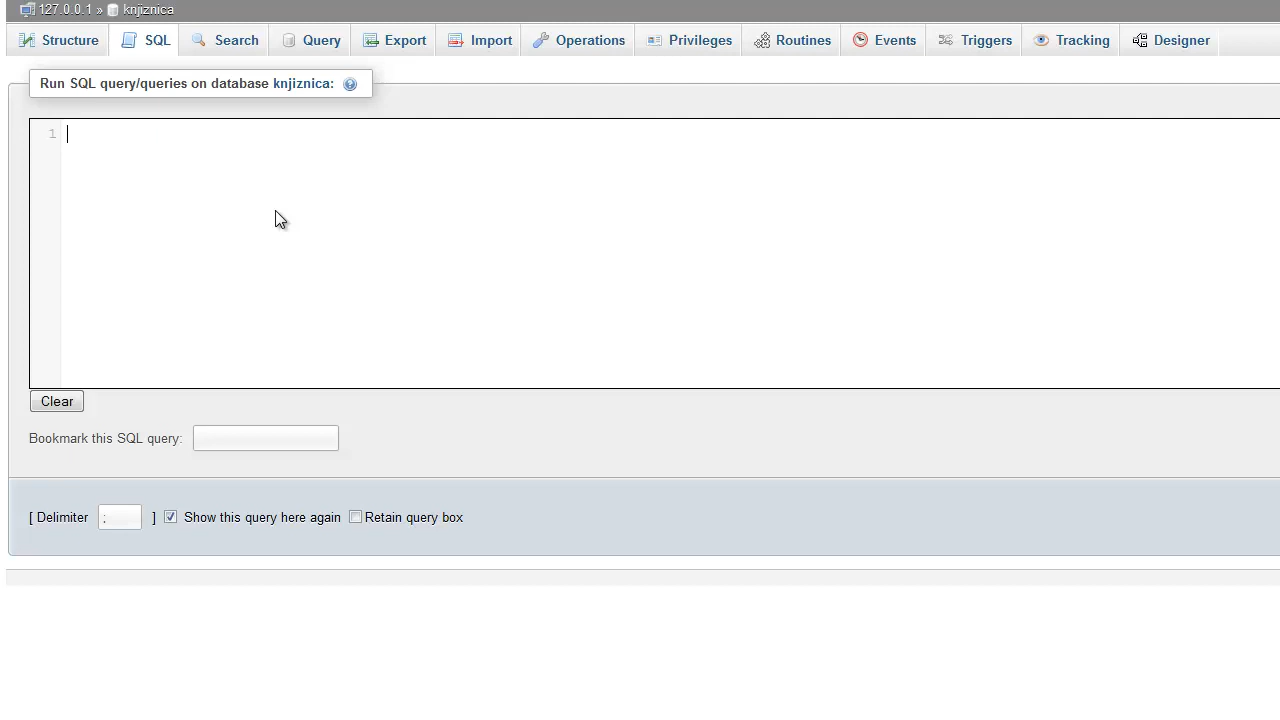 127.0.0.1 » knjiznica
Structure SQL Search Query Export Import Operations Privileges Routines Events Triggers Tracking Designer
Run SQL query/queries on database knjiznica:
1
Clear
Bookmark this SQL query:
[ Delimiter ; ] Show this query here again Retain query box